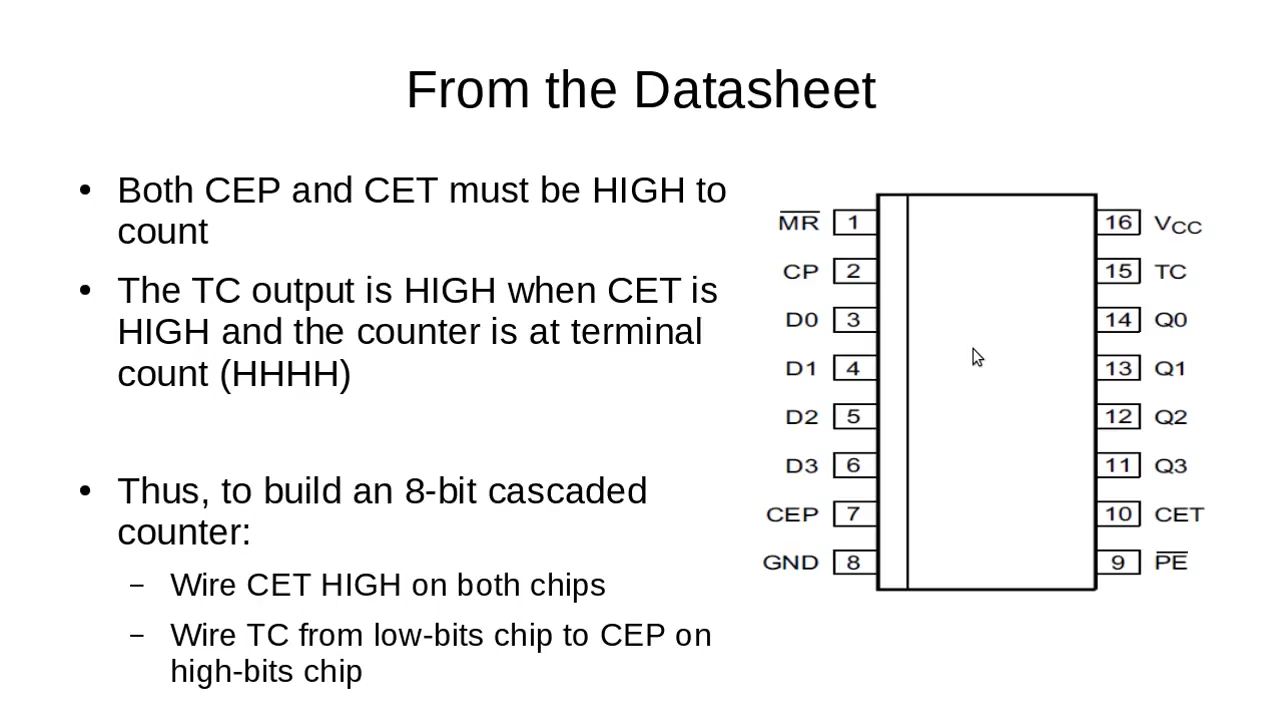 From the Datasheet
• Both CEP and CET must be HIGH to
count
• The TC output is HIGH when CET is
HIGH and the counter is at terminal
count (HHHH)
• Thus, to build an 8-bit cascaded
counter:
– Wire CET HIGH on both chips
– Wire TC from low-bits chip to CEP on
high-bits chip
M̅R̅ 1 16 VCC
CP 2 15 TC
D0 3 14 Q0
D1 4 13 Q1
D2 5 12 Q2
D3 6 11 Q3
CEP 7 10 CET
GND 8 9 P̅E̅